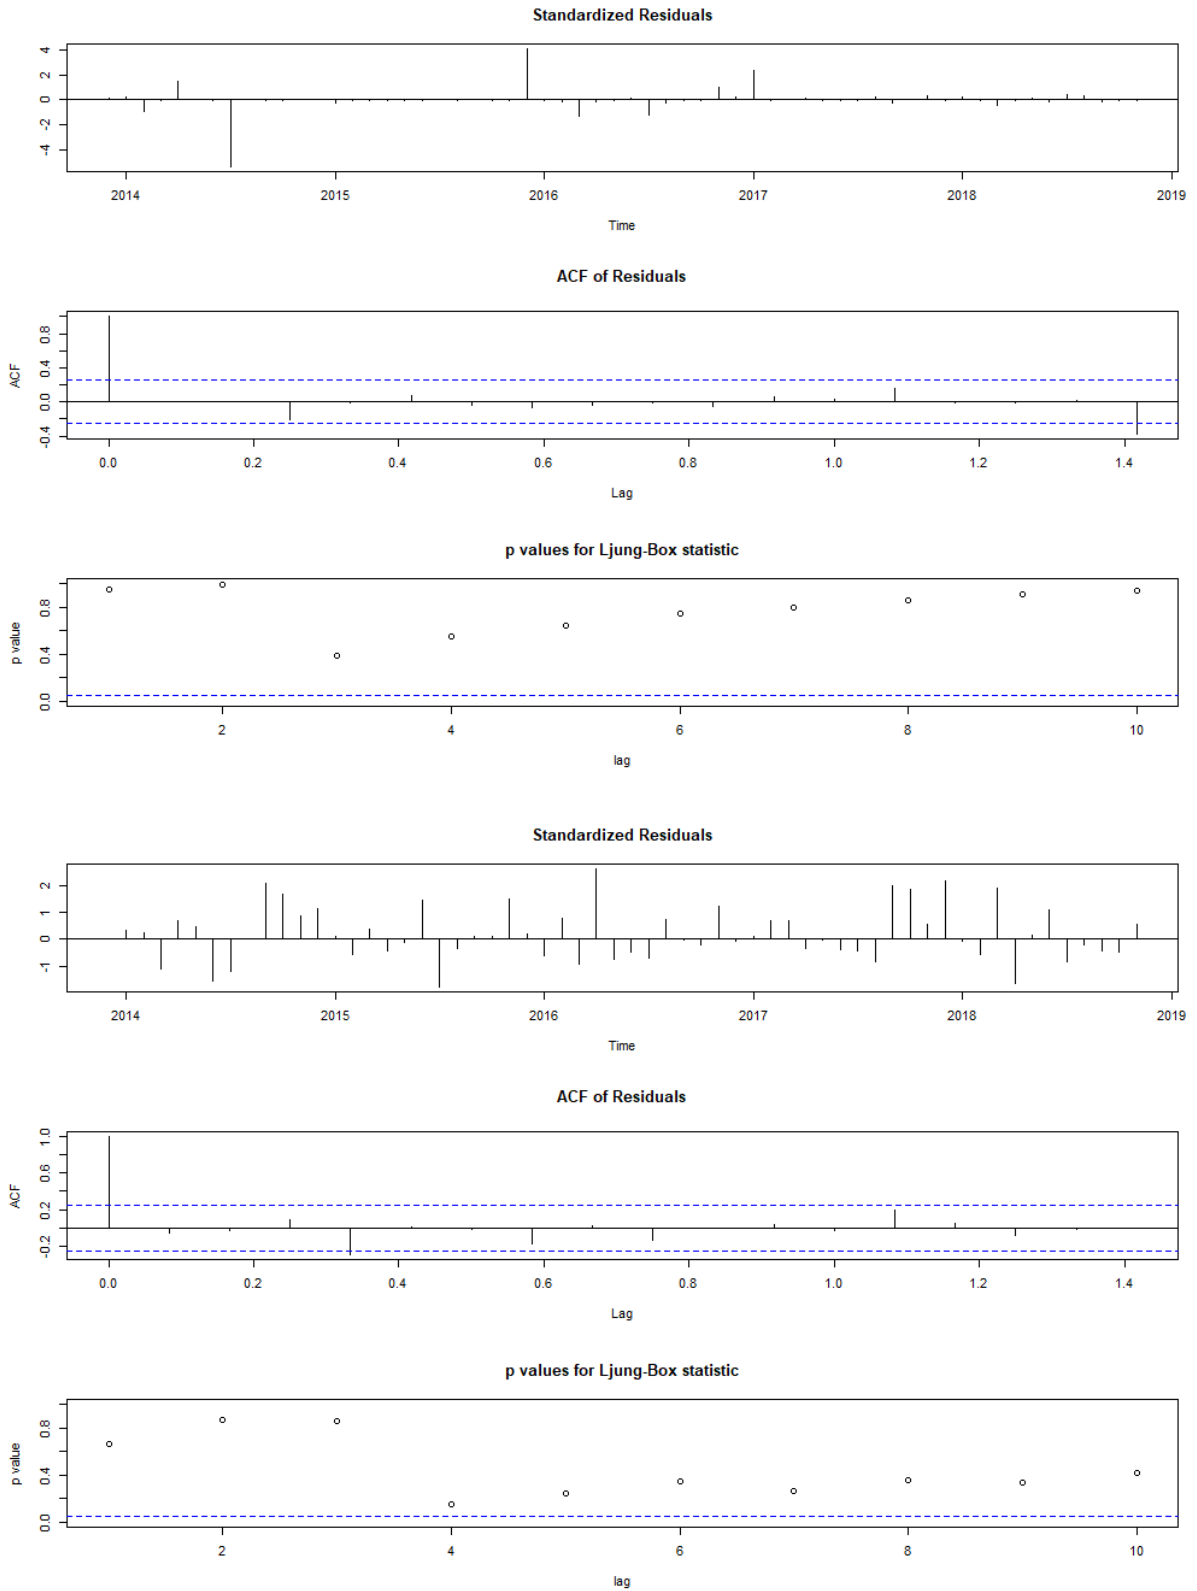 Standardized Residuals
4
2
0
-2
-4
2014 2015 2016 2017 2018 2019
Time
ACF of Residuals
ACF
0.8
0.4
0.0
-0.4
0.0 0.2 0.4 0.6 0.8 1.0 1.2 1.4
Lag
p values for Ljung-Box statistic
p value
0.8
0.4
0.0
2 4 6 8 10
lag
Standardized Residuals
2
1
0
-1
2014 2015 2016 2017 2018 2019
Time
ACF of Residuals
ACF
1.0
0.6
0.2
-0.2
0.0 0.2 0.4 0.6 0.8 1.0 1.2 1.4
Lag
p values for Ljung-Box statistic
p value
0.8
0.4
0.0
2 4 6 8 10
lag